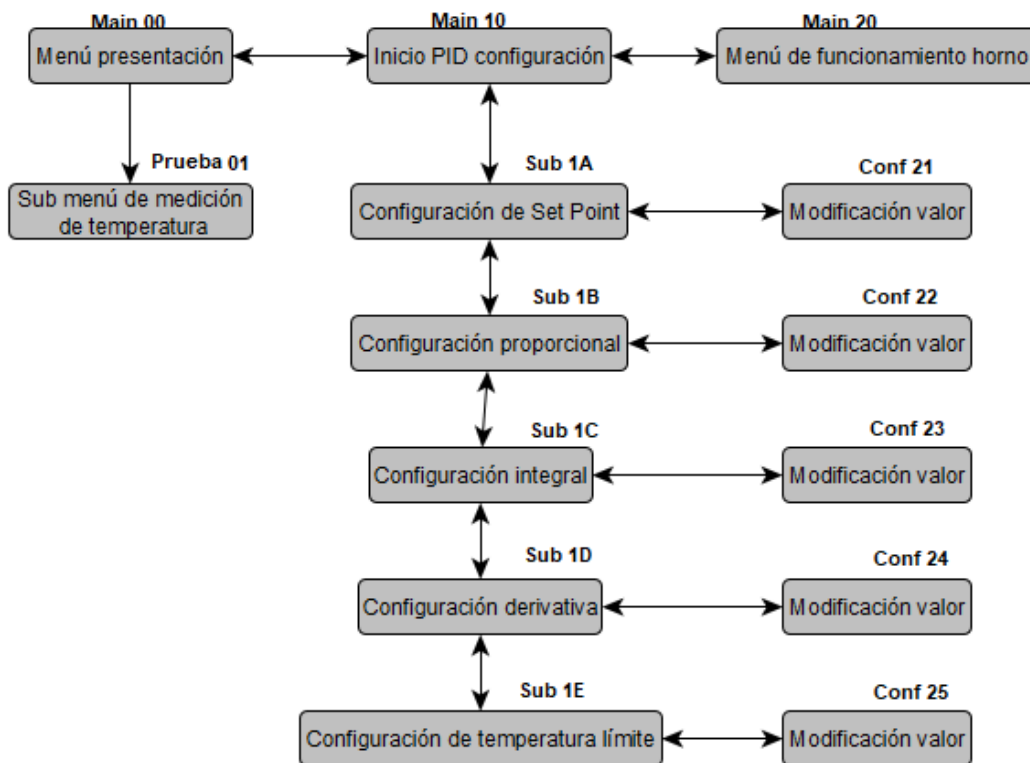 Main 00
Main 10
Main 20
Menú presentación
Inicio PID configuración
Menú de funcionamiento horno
Prueba 01
Sub menú de medición
de temperatura
Sub 1A
Conf 21
Configuración de Set Point
Modificación valor
Sub 1B
Conf 22
Configuración proporcional
Modificación valor
Sub 1C
Conf 23
Configuración integral
Modificación valor
Sub 1D
Conf 24
Configuración derivativa
Modificación valor
Sub 1E
Conf 25
Configuración de temperatura límite
Modificación valor